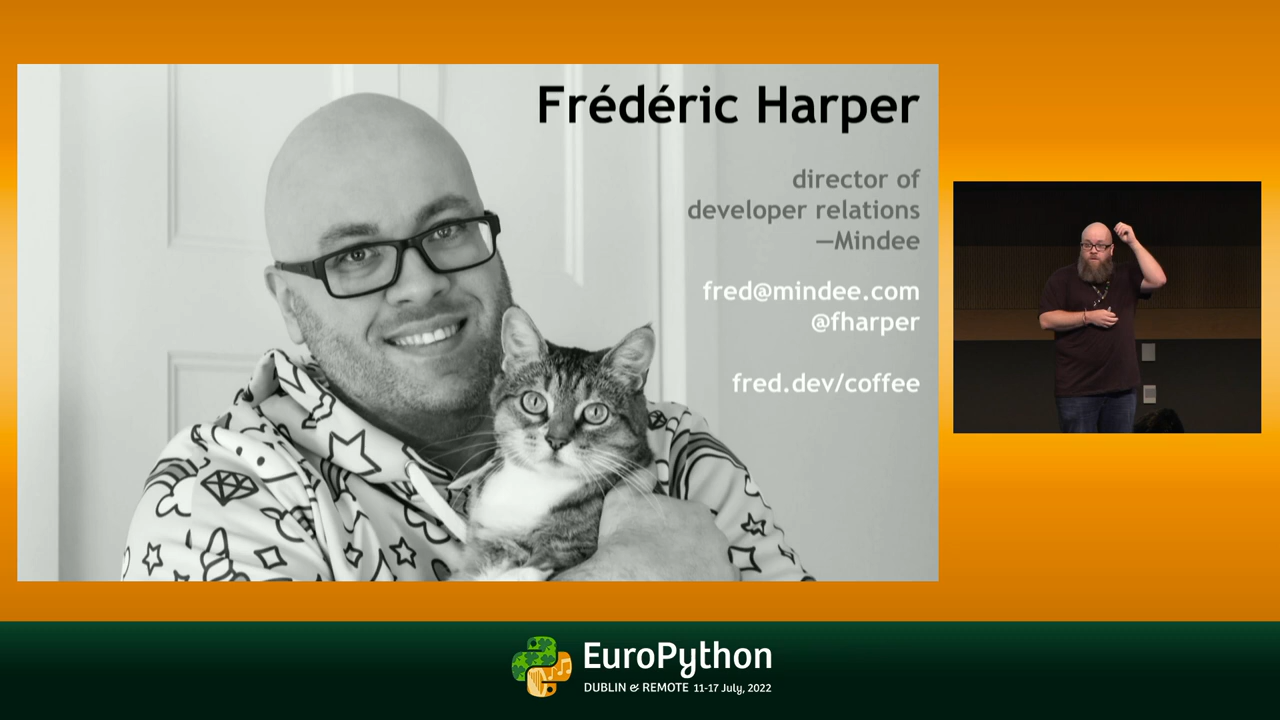 Frédéric Harper
director of
developer relations
—Mindee
fred@mindee.com
@fharper
fred.dev/coffee
EuroPython
DUBLIN & REMOTE 11-17 July, 2022